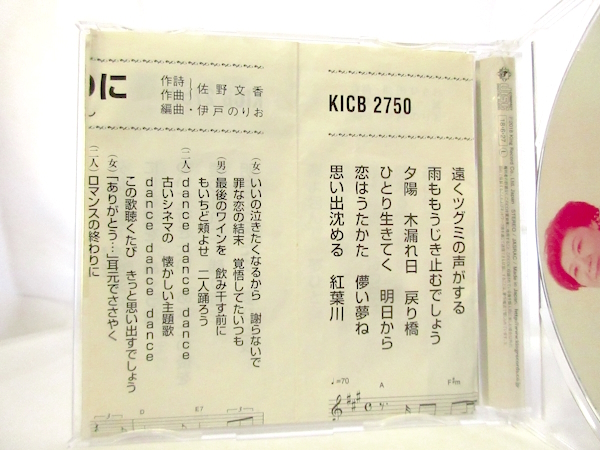 KICB 2750
遠くツグミの声がする
雨ももうじき止むでしょう
夕陽 木漏れ日 戻り橋
ひとり生きてく 明日から
恋はうたかた 儚い夢ね
思い出沈める 紅葉川
♩=70
A
F♯m
に
作詩
作曲
佐野文香
編曲・伊戸のりお
(女) いいの泣きたくなるから 謝らないで
罪な恋の結末 覚悟してたいつも
(男) 最後のワインを 飲み干す前に
もいちど頬よせ 二人踊ろう
(二人) dance dance dance dance
古いシネマの 懐かしい主題歌
dance dance dance dance
この歌聴くたび きっと思い出すでしょう
(女) 「ありがとう…」耳元でささやく
(二人) ロマンスの終わりに
D
E7
3
3